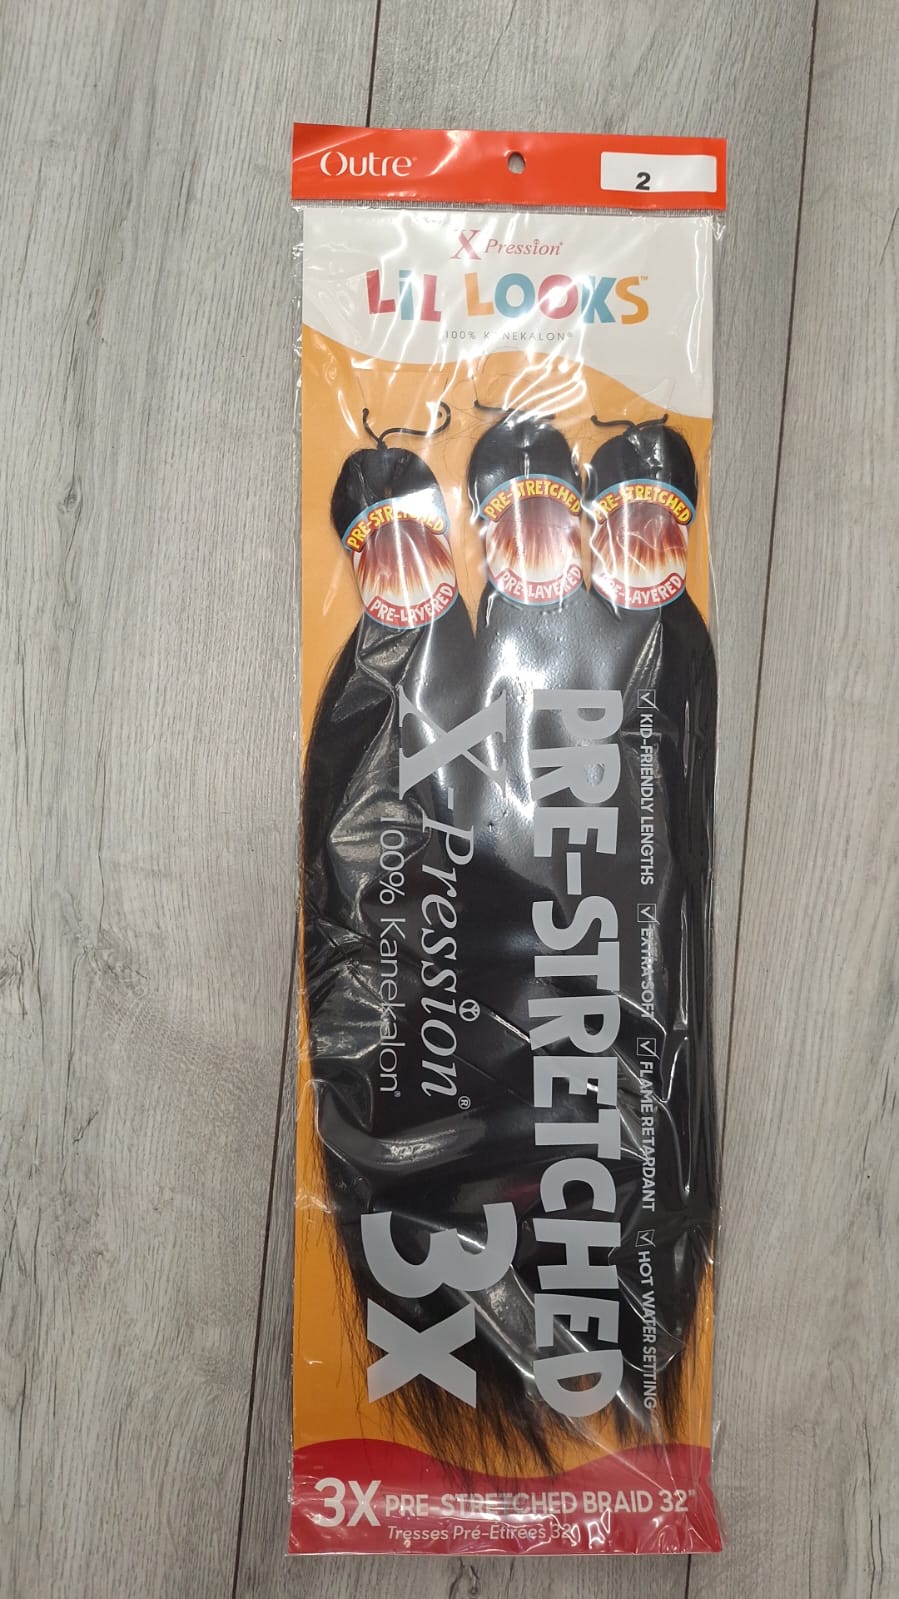 Outre®
2
X-Pression®
LiL LOOKS™
100% KANEKALON®
PRE-STRETCHED
PRE-LAYERED
PRE-STRETCHED
PRE-LAYERED
PRE-STRETCHED
PRE-LAYERED
KID-FRIENDLY LENGTHS
EXTRA SOFT
FLAME RETARDANT
HOT WATER SETTING
PRE-STRETCHED
X-Pression®
100% Kanekalon®
3X
3X PRE-STRETCHED BRAID 32"
Tresses Pré-Étirées 32"